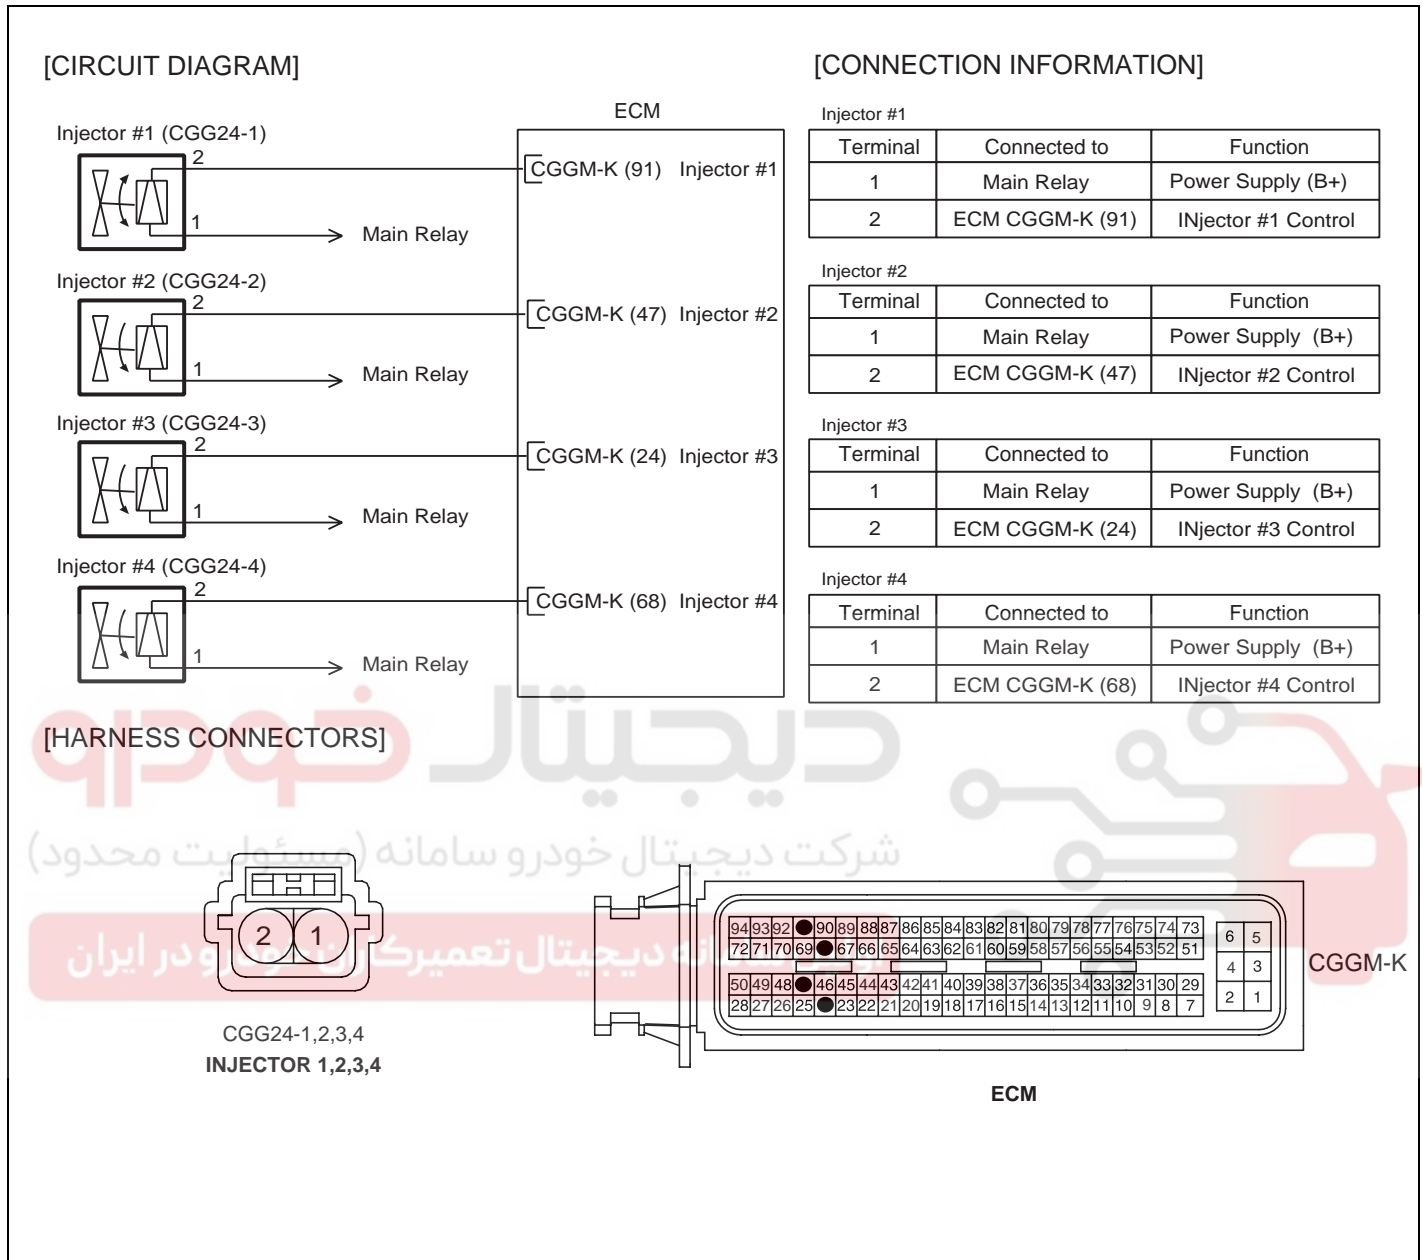 [CIRCUIT DIAGRAM]
ECM
Injector #1 (CGG24-1)
2
CGGM-K (91) Injector #1
1
Main Relay
Injector #2 (CGG24-2)
2
CGGM-K (47) Injector #2
1
Main Relay
Injector #3 (CGG24-3)
2
CGGM-K (24) Injector #3
1
Main Relay
Injector #4 (CGG24-4)
2
CGGM-K (68) Injector #4
1
Main Relay
[CONNECTION INFORMATION]
Injector #1
Terminal Connected to Function
1 Main Relay Power Supply (B+)
2 ECM CGGM-K (91) INjector #1 Control
Injector #2
Terminal Connected to Function
1 Main Relay Power Supply (B+)
2 ECM CGGM-K (47) INjector #2 Control
Injector #3
Terminal Connected to Function
1 Main Relay Power Supply (B+)
2 ECM CGGM-K (24) INjector #3 Control
Injector #4
Terminal Connected to Function
1 Main Relay Power Supply (B+)
2 ECM CGGM-K (68) INjector #4 Control
[HARNESS CONNECTORS]
دیجیتال خودرو
شرکت دیجیتال خودرو سامانه (مسئولیت محدود)
اولین سامانه دیجیتال تعمیرکاران خودرو در ایران
2 1
CGG24-1,2,3,4
INJECTOR 1,2,3,4
94 93 92 90 89 88 87 86 85 84 83 82 81 80 79 78 77 76 75 74 73
72 71 70 69 67 66 65 64 63 62 61 60 59 58 57 56 55 54 53 52 51
50 49 48 46 45 44 43 42 41 40 39 38 37 36 35 34 33 32 31 30 29
28 27 26 25 23 22 21 20 19 18 17 16 15 14 13 12 11 10 9 8 7
6 5
4 3
2 1
CGGM-K
ECM